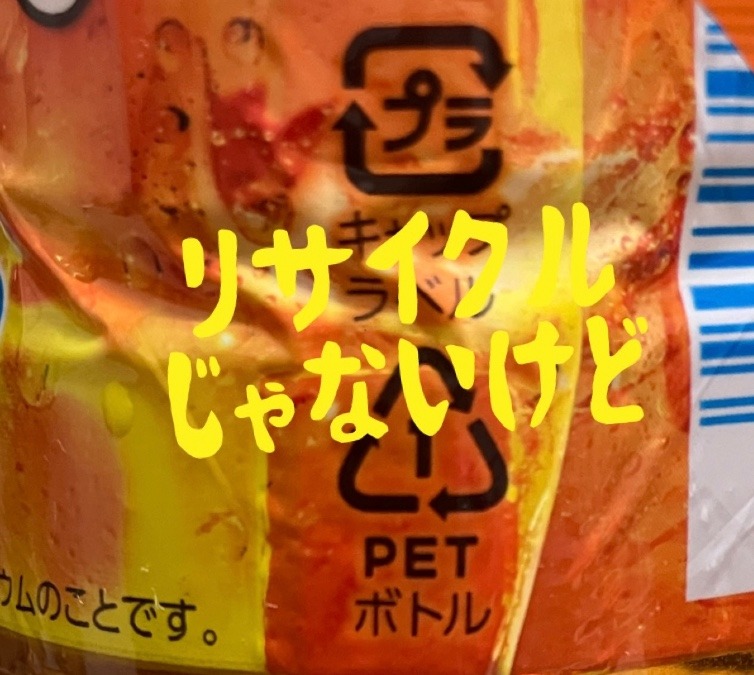 プラ
キャップ
ラベル
リサイクル
じゃないけど
1
PET
ボトル
ウムのことです。